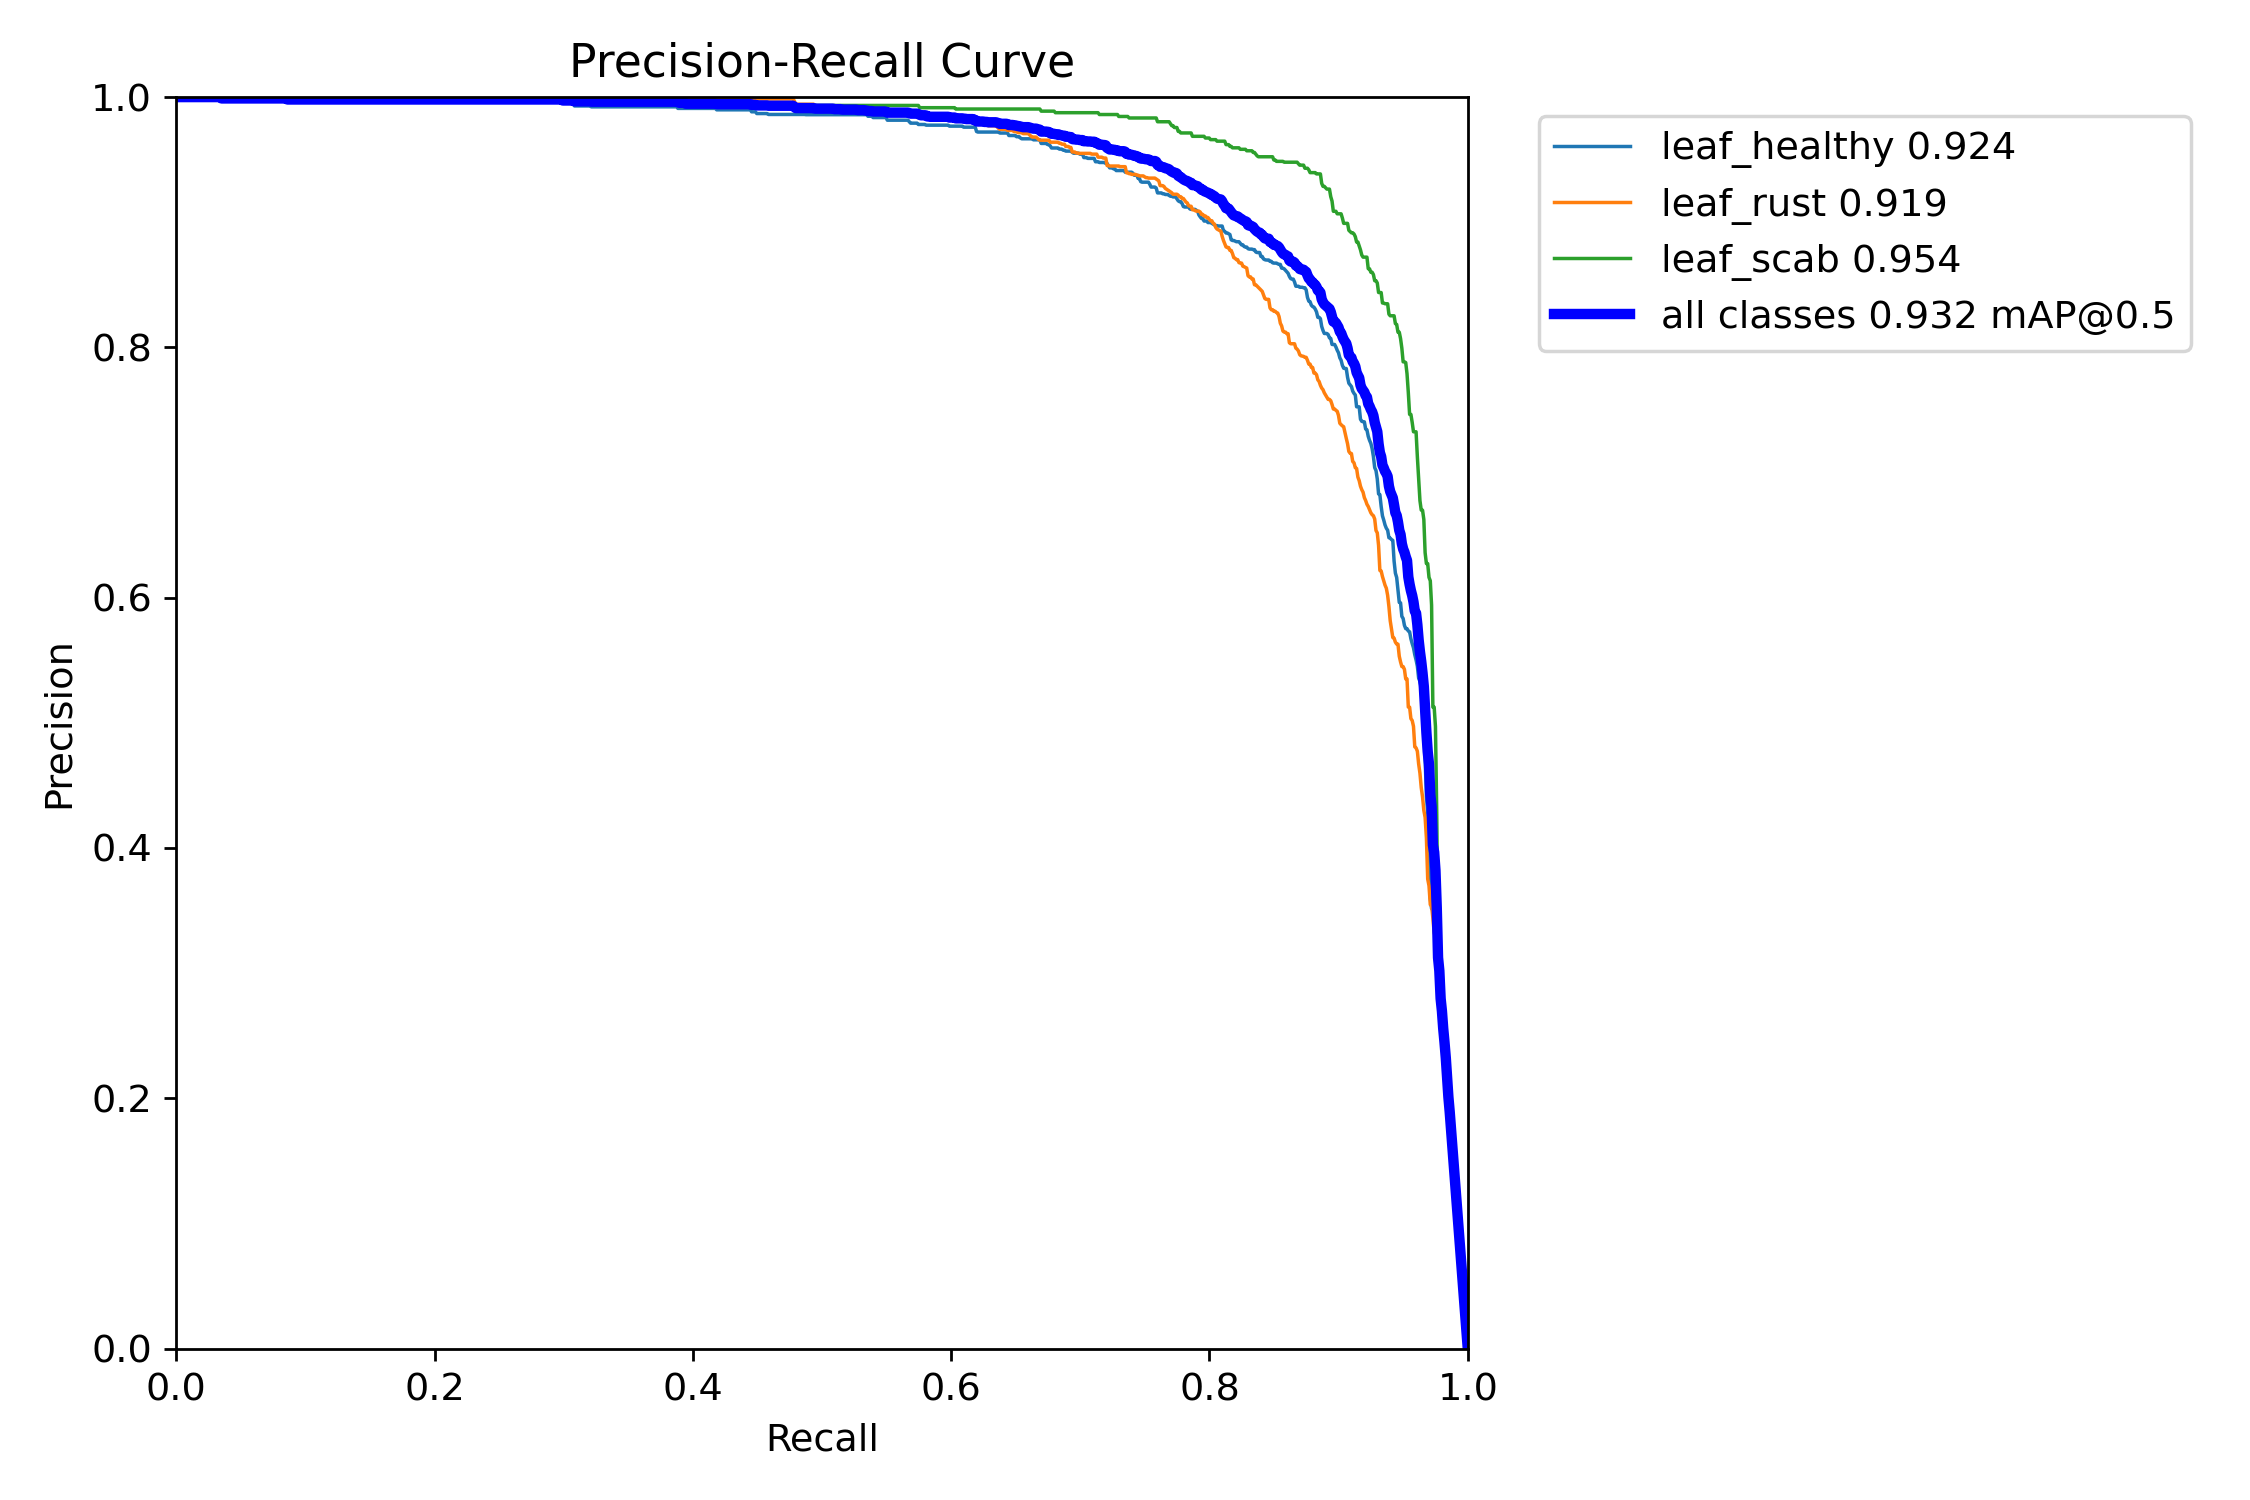 Precision-Recall Curve
1.0
0.8
0.6
0.4
0.2
0.0
Precision
0.0 0.2 0.4 0.6 0.8 1.0
Recall
leaf_healthy 0.924
leaf_rust 0.919
leaf_scab 0.954
all classes 0.932 mAP@0.5